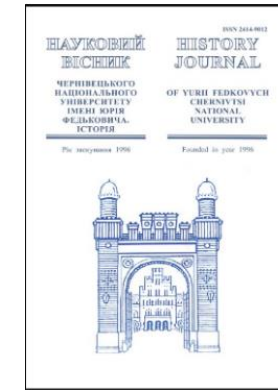 ISSN 2414-9012
НАУКОВИЙ
ВІСНИК
ЧЕРНІВЕЦЬКОГО
НАЦІОНАЛЬНОГО
УНІВЕРСИТЕТУ
ІМЕНІ ЮРІЯ
ФЕДЬКОВИЧА.
ІСТОРІЯ
Рік заснування 1996
HISTORY
JOURNAL
OF YURII FEDKOVYCH
CHERNIVTSI
NATIONAL
UNIVERSITY
Founded in year 1996